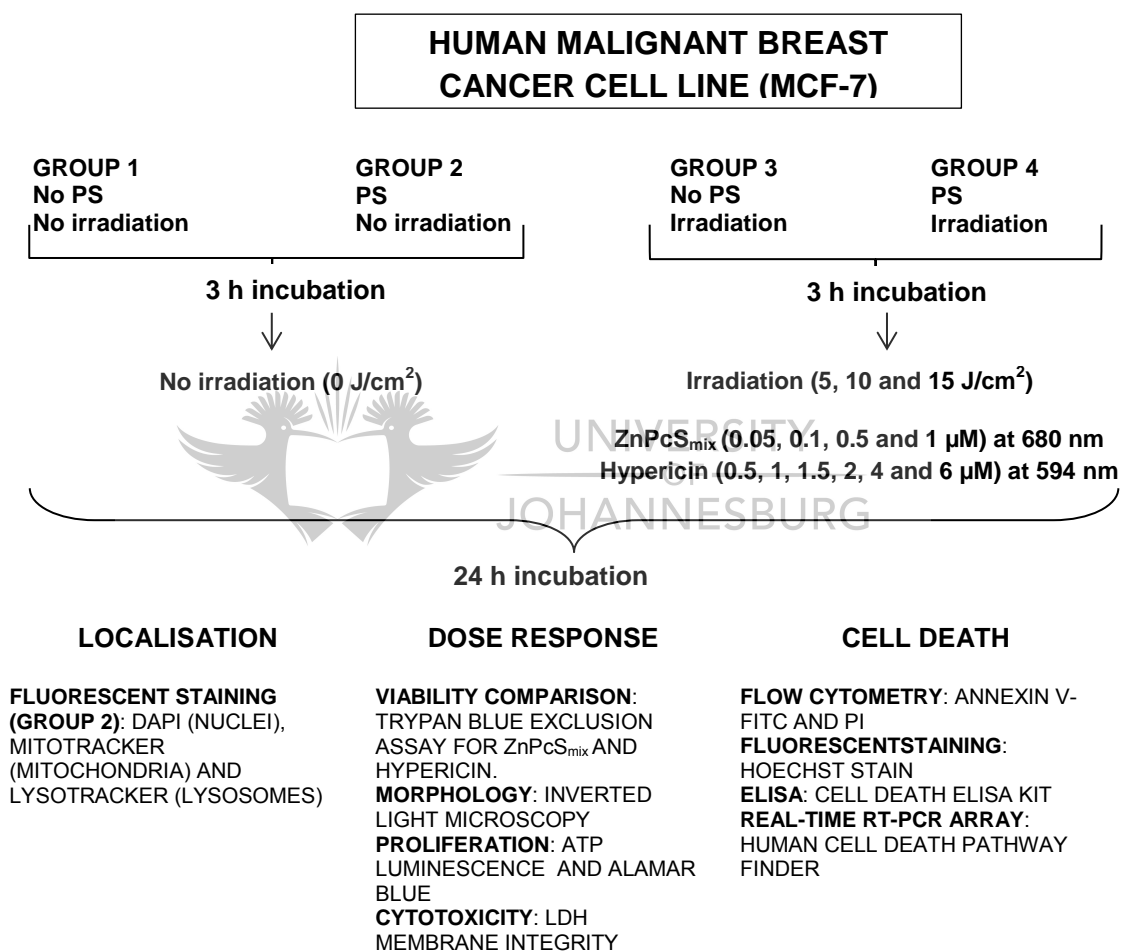 HUMAN MALIGNANT BREAST
CANCER CELL LINE (MCF-7)
GROUP 1
No PS
No irradiation
GROUP 2
PS
No irradiation
GROUP 3
No PS
Irradiation
GROUP 4
PS
Irradiation
3 h incubation
3 h incubation
No irradiation (0 J/cm²)
Irradiation (5, 10 and 15 J/cm²)
UNIVERSITY
OF
JOHANNESBURG
ZnPcSmix (0.05, 0.1, 0.5 and 1 µM) at 680 nm
Hypericin (0.5, 1, 1.5, 2, 4 and 6 µM) at 594 nm
24 h incubation
LOCALISATION
FLUORESCENT STAINING
(GROUP 2): DAPI (NUCLEI),
MITOTRACKER
(MITOCHONDRIA) AND
LYSOTRACKER (LYSOSOMES)
DOSE RESPONSE
VIABILITY COMPARISON:
TRYPAN BLUE EXCLUSION
ASSAY FOR ZnPcSmix AND
HYPERICIN.
MORPHOLOGY: INVERTED
LIGHT MICROSCOPY
PROLIFERATION: ATP
LUMINESCENCE AND ALAMAR
BLUE
CYTOTOXICITY: LDH
MEMBRANE INTEGRITY
CELL DEATH
FLOW CYTOMETRY: ANNEXIN V-
FITC AND PI
FLUORESCENTSTAINING:
HOECHST STAIN
ELISA: CELL DEATH ELISA KIT
REAL-TIME RT-PCR ARRAY:
HUMAN CELL DEATH PATHWAY
FINDER